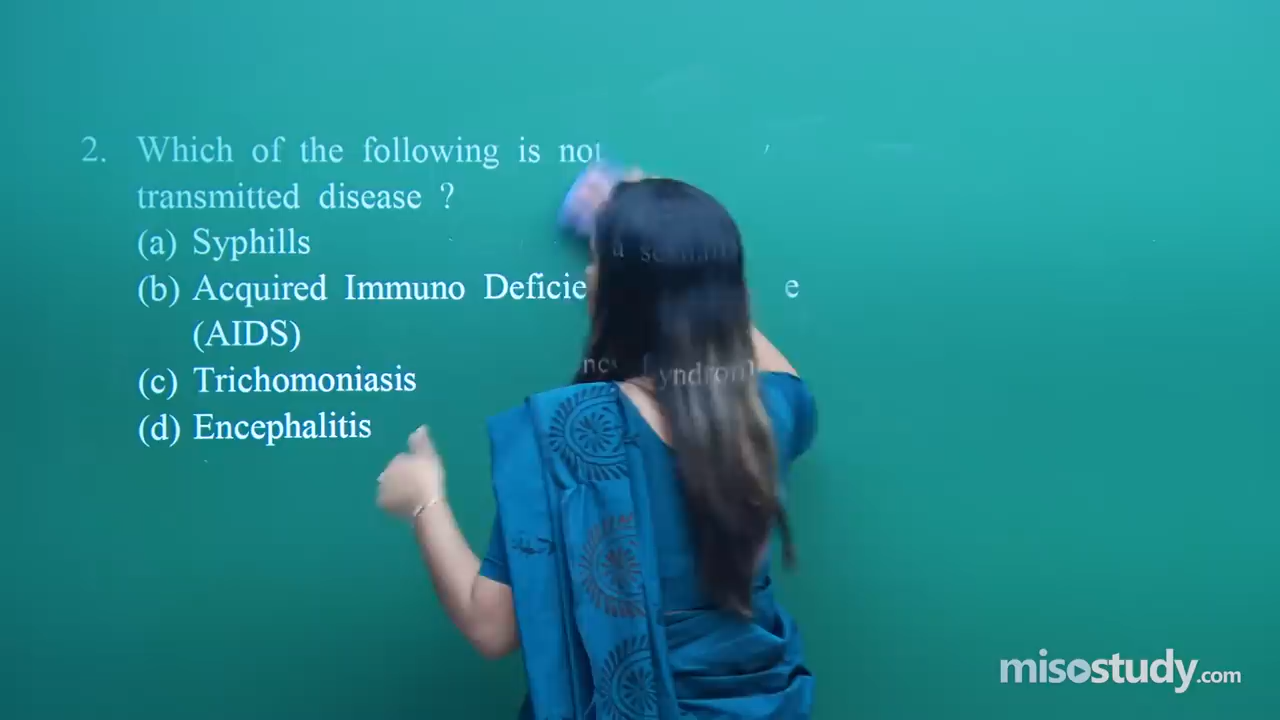 2. Which of the following is not
transmitted disease ?
(a) Syphills
(b) Acquired Immuno Deficie e
(AIDS)
(c) Trichomoniasis
(d) Encephalitis
misostudy.com